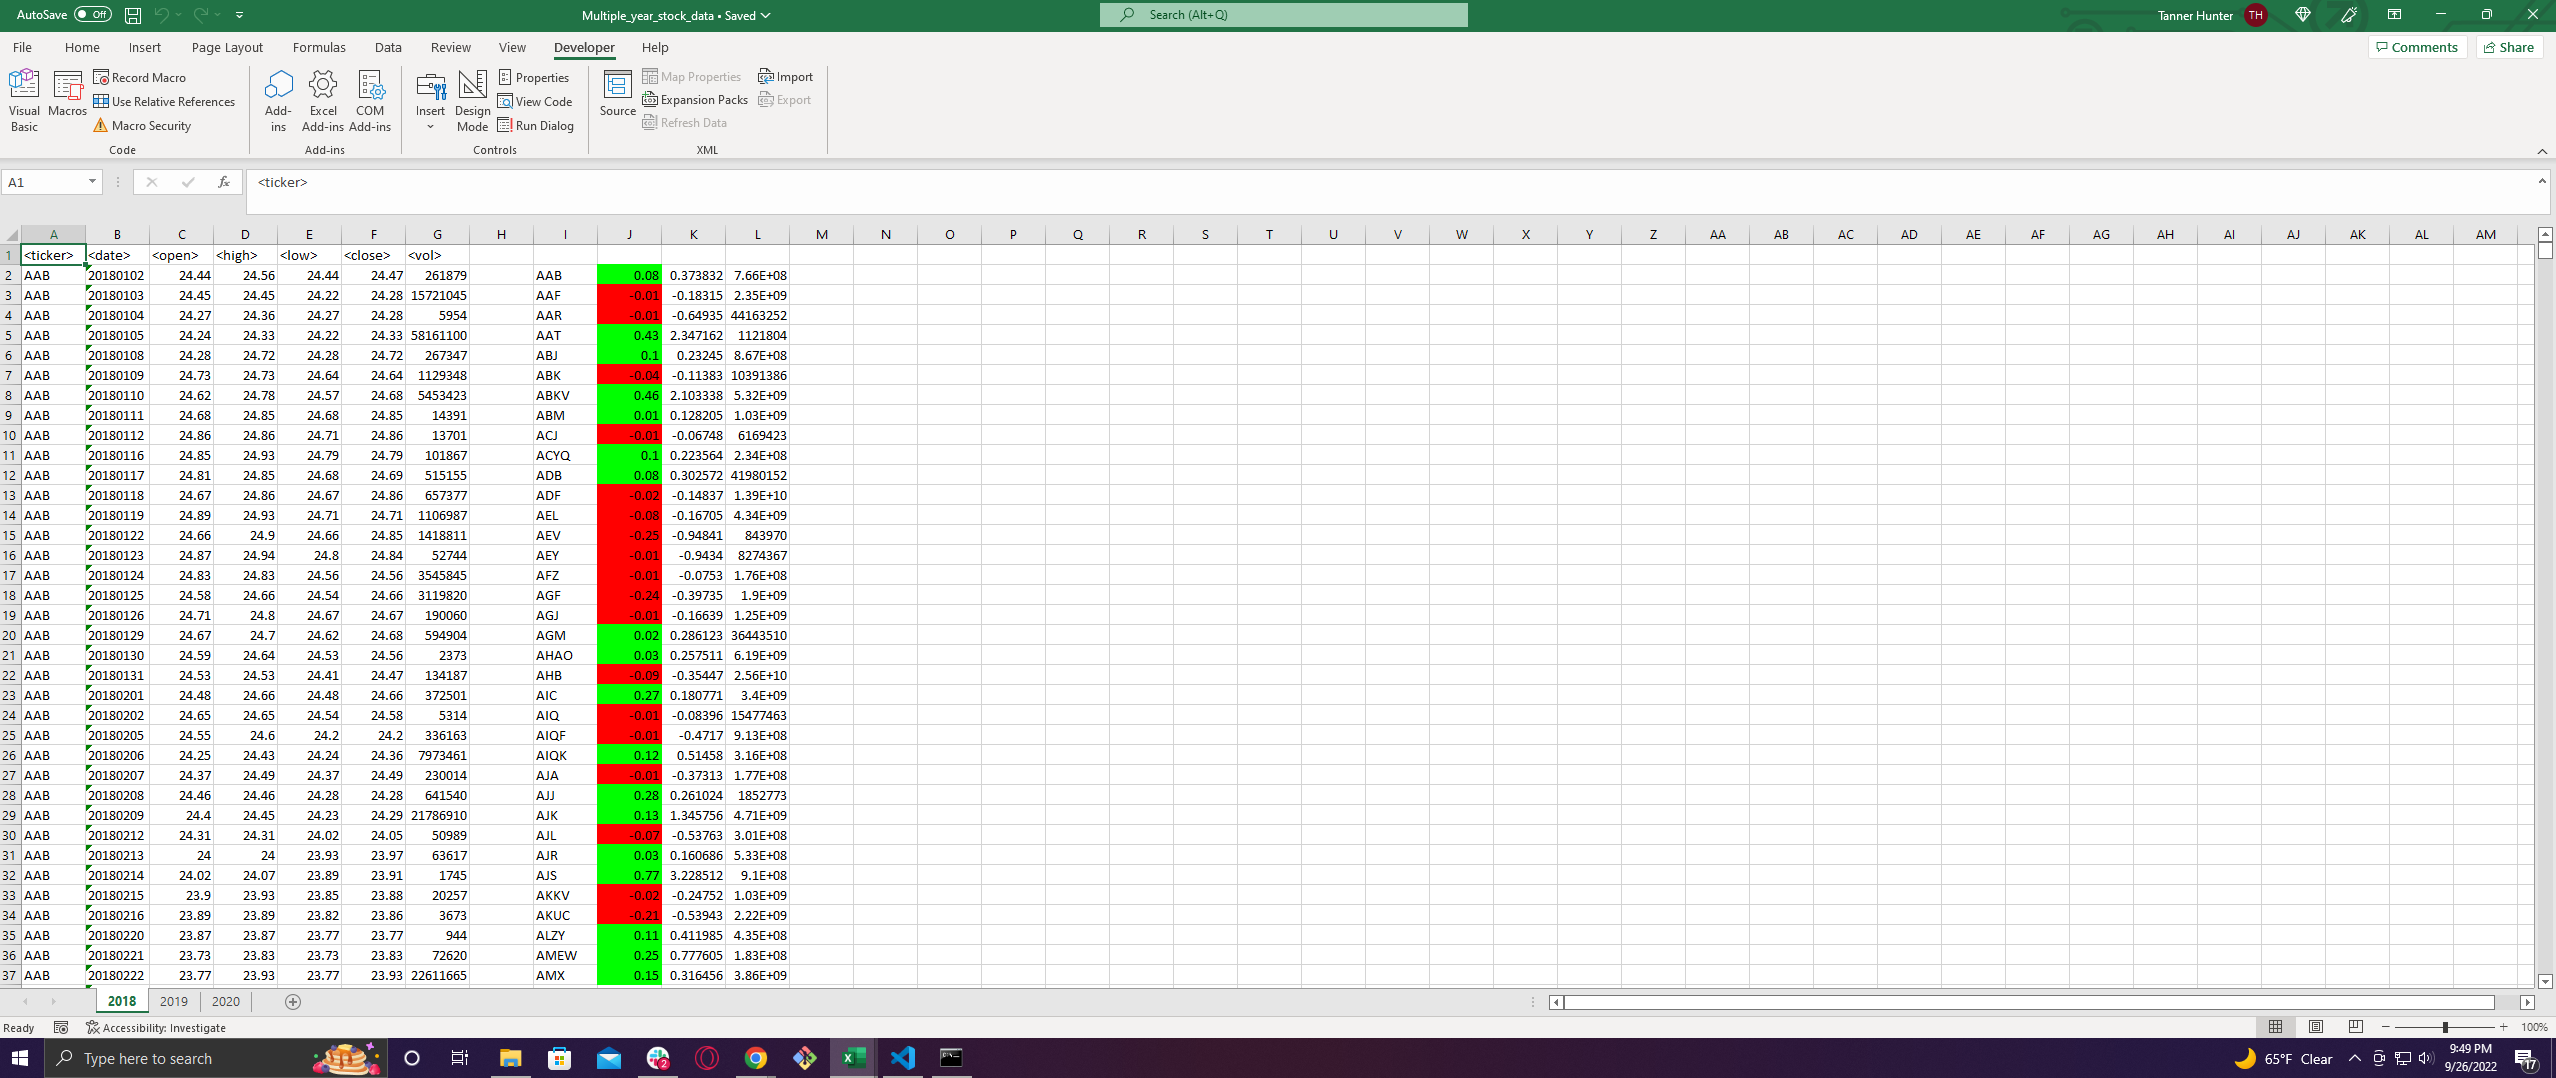 AutoSave Off Multiple_year_stock_data • Saved Search (Alt+Q) Tanner Hunter TH
File Home Insert Page Layout Formulas Data Review View Developer Help Comments Share
Visual Basic Macros Record Macro Use Relative References Macro Security Code
Add-ins Excel Add-ins COM Add-ins Add-ins
Insert Design Mode Properties View Code Run Dialog Controls
Source Map Properties Expansion Packs Refresh Data Import Export XML
A1 fx <ticker>
A B C D E F G H I J K L M N O P Q R S T U V W X Y Z AA AB AC AD AE AF AG AH AI AJ AK AL AM
1 <ticker> <date> <open> <high> <low> <close> <vol>
2 AAB 20180102 24.44 24.56 24.44 24.47 261879 AAB 0.08 0.373832 7.66E+08
3 AAB 20180103 24.45 24.45 24.22 24.28 15721045 AAF -0.01 -0.18315 2.35E+09
4 AAB 20180104 24.27 24.36 24.27 24.28 5954 AAR -0.01 -0.64935 44163252
5 AAB 20180105 24.24 24.33 24.22 24.33 58161100 AAT 0.43 2.347162 1121804
6 AAB 20180108 24.28 24.72 24.28 24.72 267347 ABJ 0.1 0.23245 8.67E+08
7 AAB 20180109 24.73 24.73 24.64 24.64 1129348 ABK -0.04 -0.11383 10391386
8 AAB 20180110 24.62 24.78 24.57 24.68 5453423 ABKV 0.46 2.103338 5.32E+09
9 AAB 20180111 24.68 24.85 24.68 24.85 14391 ABM 0.01 0.128205 1.03E+09
10 AAB 20180112 24.86 24.86 24.71 24.86 13701 ACJ -0.01 -0.06748 6169423
11 AAB 20180116 24.85 24.93 24.79 24.79 101867 ACYQ 0.1 0.223564 2.34E+08
12 AAB 20180117 24.81 24.85 24.68 24.69 515155 ADB 0.08 0.302572 41980152
13 AAB 20180118 24.67 24.86 24.67 24.86 657377 ADF -0.02 -0.14837 1.39E+10
14 AAB 20180119 24.89 24.93 24.71 24.71 1106987 AEL -0.08 -0.16705 4.34E+09
15 AAB 20180122 24.66 24.9 24.66 24.85 1418811 AEV -0.25 -0.94841 843970
16 AAB 20180123 24.87 24.94 24.8 24.84 52744 AEY -0.01 -0.9434 8274367
17 AAB 20180124 24.83 24.83 24.56 24.56 3545845 AFZ -0.01 -0.0753 1.76E+08
18 AAB 20180125 24.58 24.66 24.54 24.66 3119820 AGF -0.24 -0.39735 1.9E+09
19 AAB 20180126 24.71 24.8 24.67 24.67 190060 AGJ -0.01 -0.16639 1.25E+09
20 AAB 20180129 24.67 24.7 24.62 24.68 594904 AGM 0.02 0.286123 36443510
21 AAB 20180130 24.59 24.64 24.53 24.56 2373 AHAO 0.03 0.257511 6.19E+09
22 AAB 20180131 24.53 24.53 24.41 24.47 134187 AHB -0.09 -0.35447 2.56E+10
23 AAB 20180201 24.48 24.66 24.48 24.66 372501 AIC 0.27 0.180771 3.4E+09
24 AAB 20180202 24.65 24.65 24.54 24.58 5314 AIQ -0.01 -0.08396 15477463
25 AAB 20180205 24.55 24.6 24.2 24.2 336163 AIQF -0.01 -0.4717 9.13E+08
26 AAB 20180206 24.25 24.43 24.24 24.36 7973461 AIQK 0.12 0.51458 3.16E+08
27 AAB 20180207 24.37 24.49 24.37 24.49 230014 AJA -0.01 -0.37313 1.77E+08
28 AAB 20180208 24.46 24.46 24.28 24.28 641540 AJJ 0.28 0.261024 1852773
29 AAB 20180209 24.4 24.45 24.23 24.29 21786910 AJK 0.13 1.345756 4.71E+09
30 AAB 20180212 24.31 24.31 24.02 24.05 50989 AJL -0.07 -0.53763 3.01E+08
31 AAB 20180213 24 24 23.93 23.97 63617 AJR 0.03 0.160686 5.33E+08
32 AAB 20180214 24.02 24.07 23.89 23.91 1745 AJS 0.77 3.228512 9.1E+08
33 AAB 20180215 23.9 23.93 23.85 23.88 20257 AKKV -0.02 -0.24752 1.03E+09
34 AAB 20180216 23.89 23.89 23.82 23.86 3673 AKUC -0.21 -0.53943 2.22E+09
35 AAB 20180220 23.87 23.87 23.77 23.77 944 ALZY 0.11 0.411985 4.35E+08
36 AAB 20180221 23.73 23.83 23.73 23.83 72620 AMEW 0.25 0.777605 1.83E+08
37 AAB 20180222 23.77 23.93 23.77 23.93 22611665 AMX 0.15 0.316456 3.86E+09
2018 2019 2020
Ready Accessibility: Investigate 100%
Type here to search 2 65°F Clear 9:49 PM 17
9/26/2022